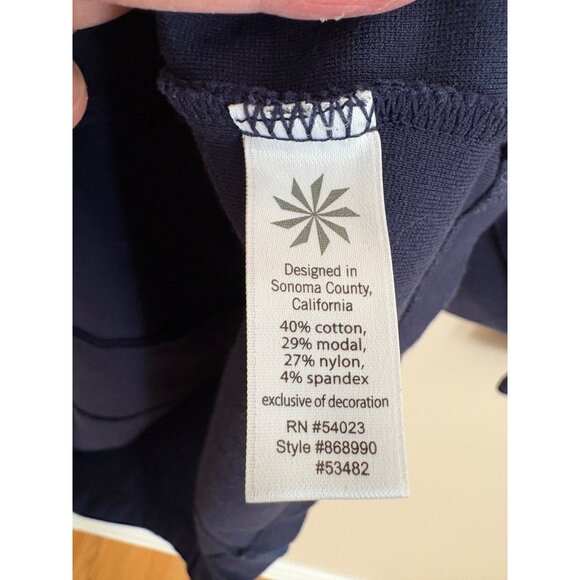 Designed in
Sonoma County,
California
40% cotton,
29% modal,
27% nylon,
4% spandex
exclusive of decoration
RN #54023
Style #868990
#53482